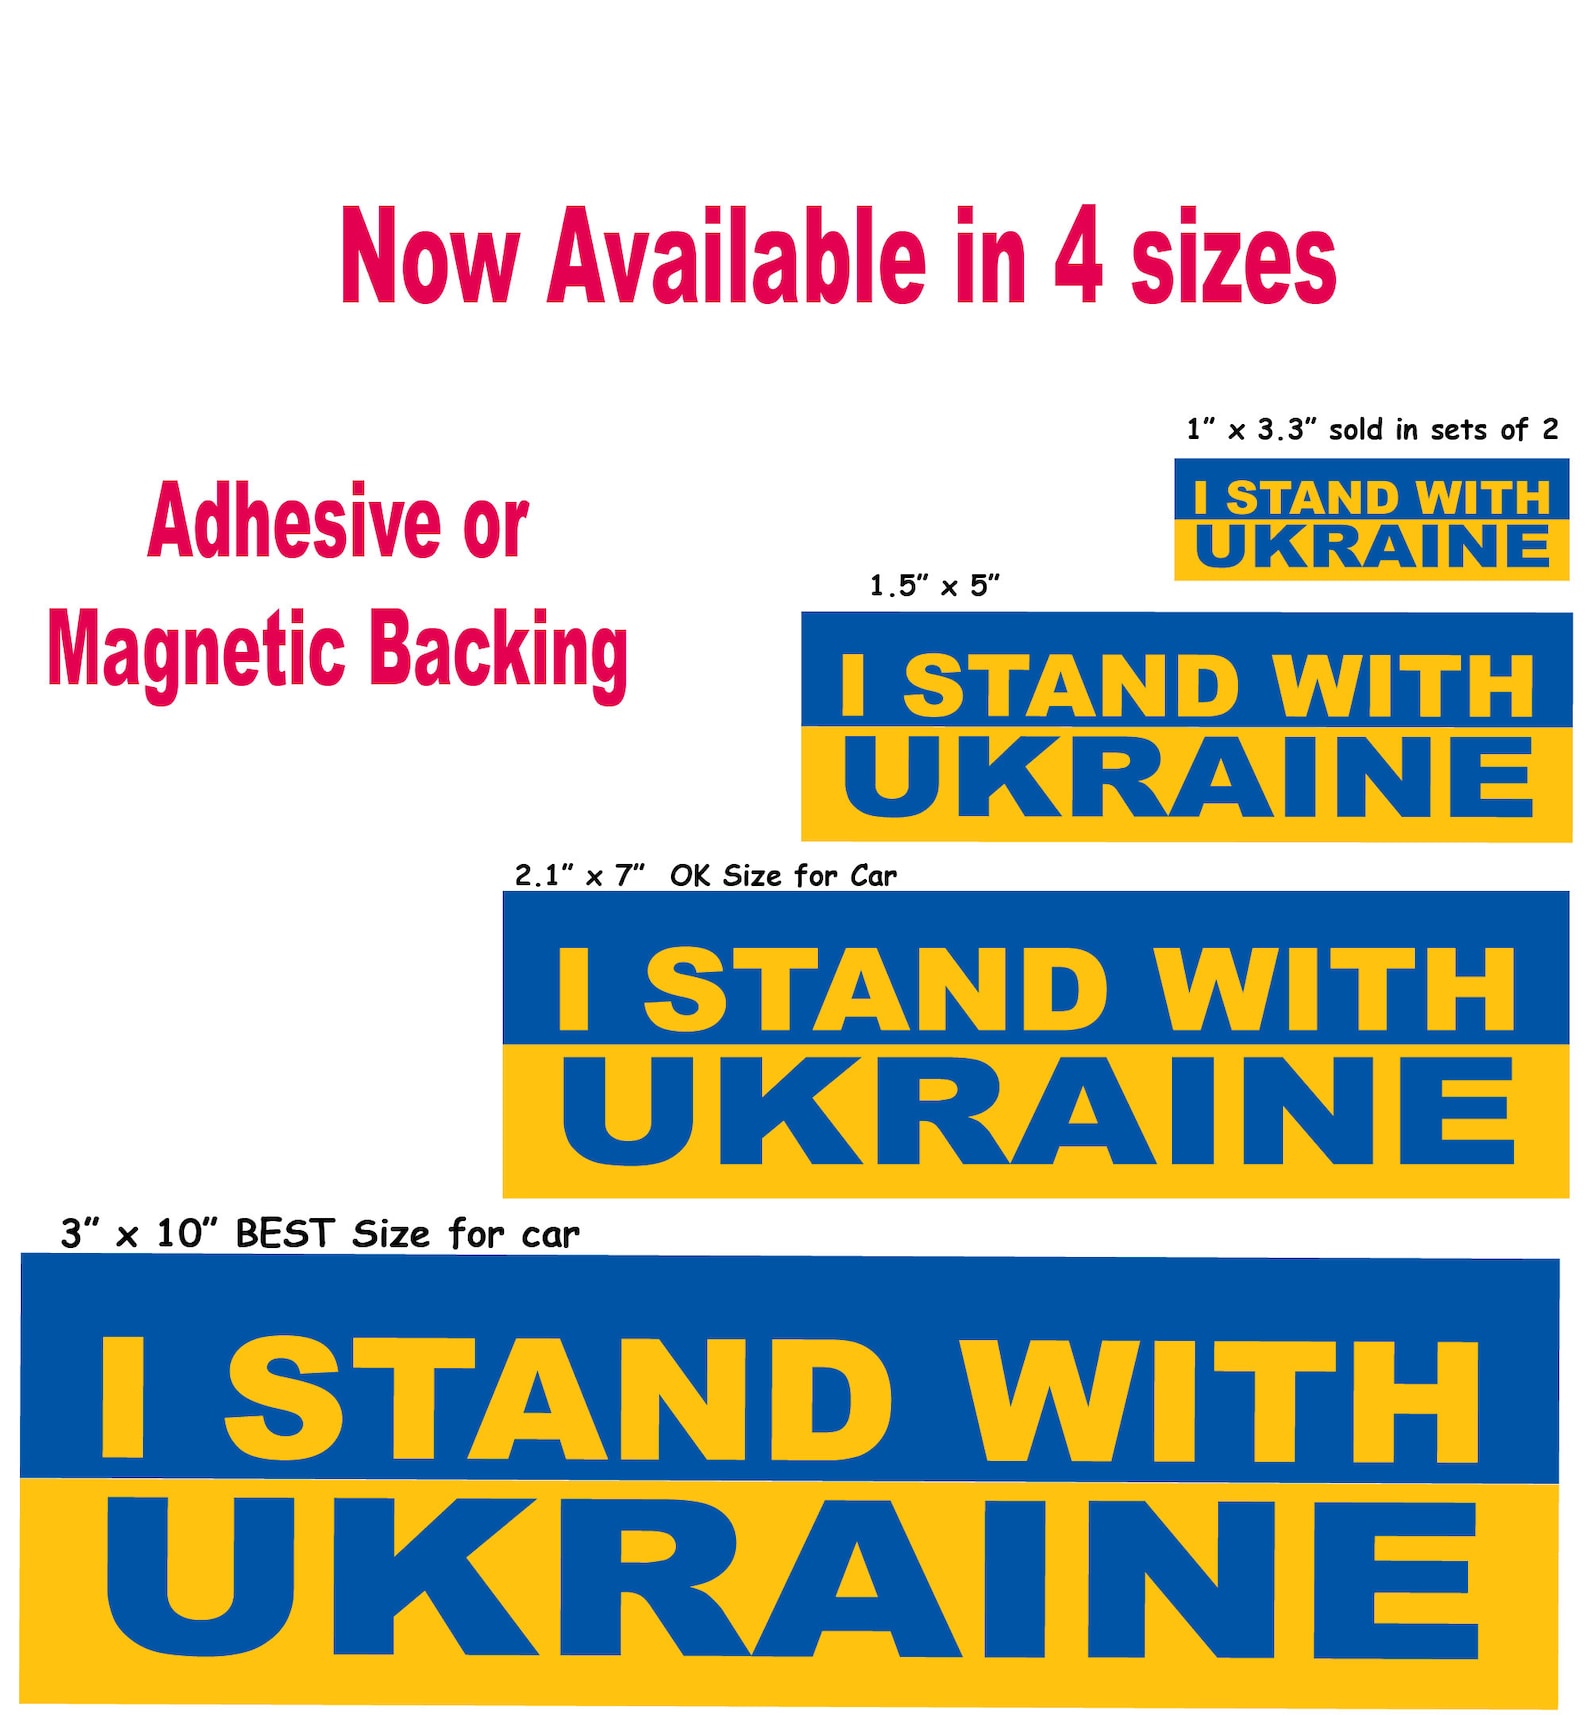 Now Available in 4 sizes
1” x 3.3” sold in sets of 2
I STAND WITH
UKRAINE
Adhesive or
Magnetic Backing
1.5” x 5”
I STAND WITH
UKRAINE
2.1” x 7” OK Size for Car
I STAND WITH
UKRAINE
3” x 10” BEST Size for car
I STAND WITH
UKRAINE